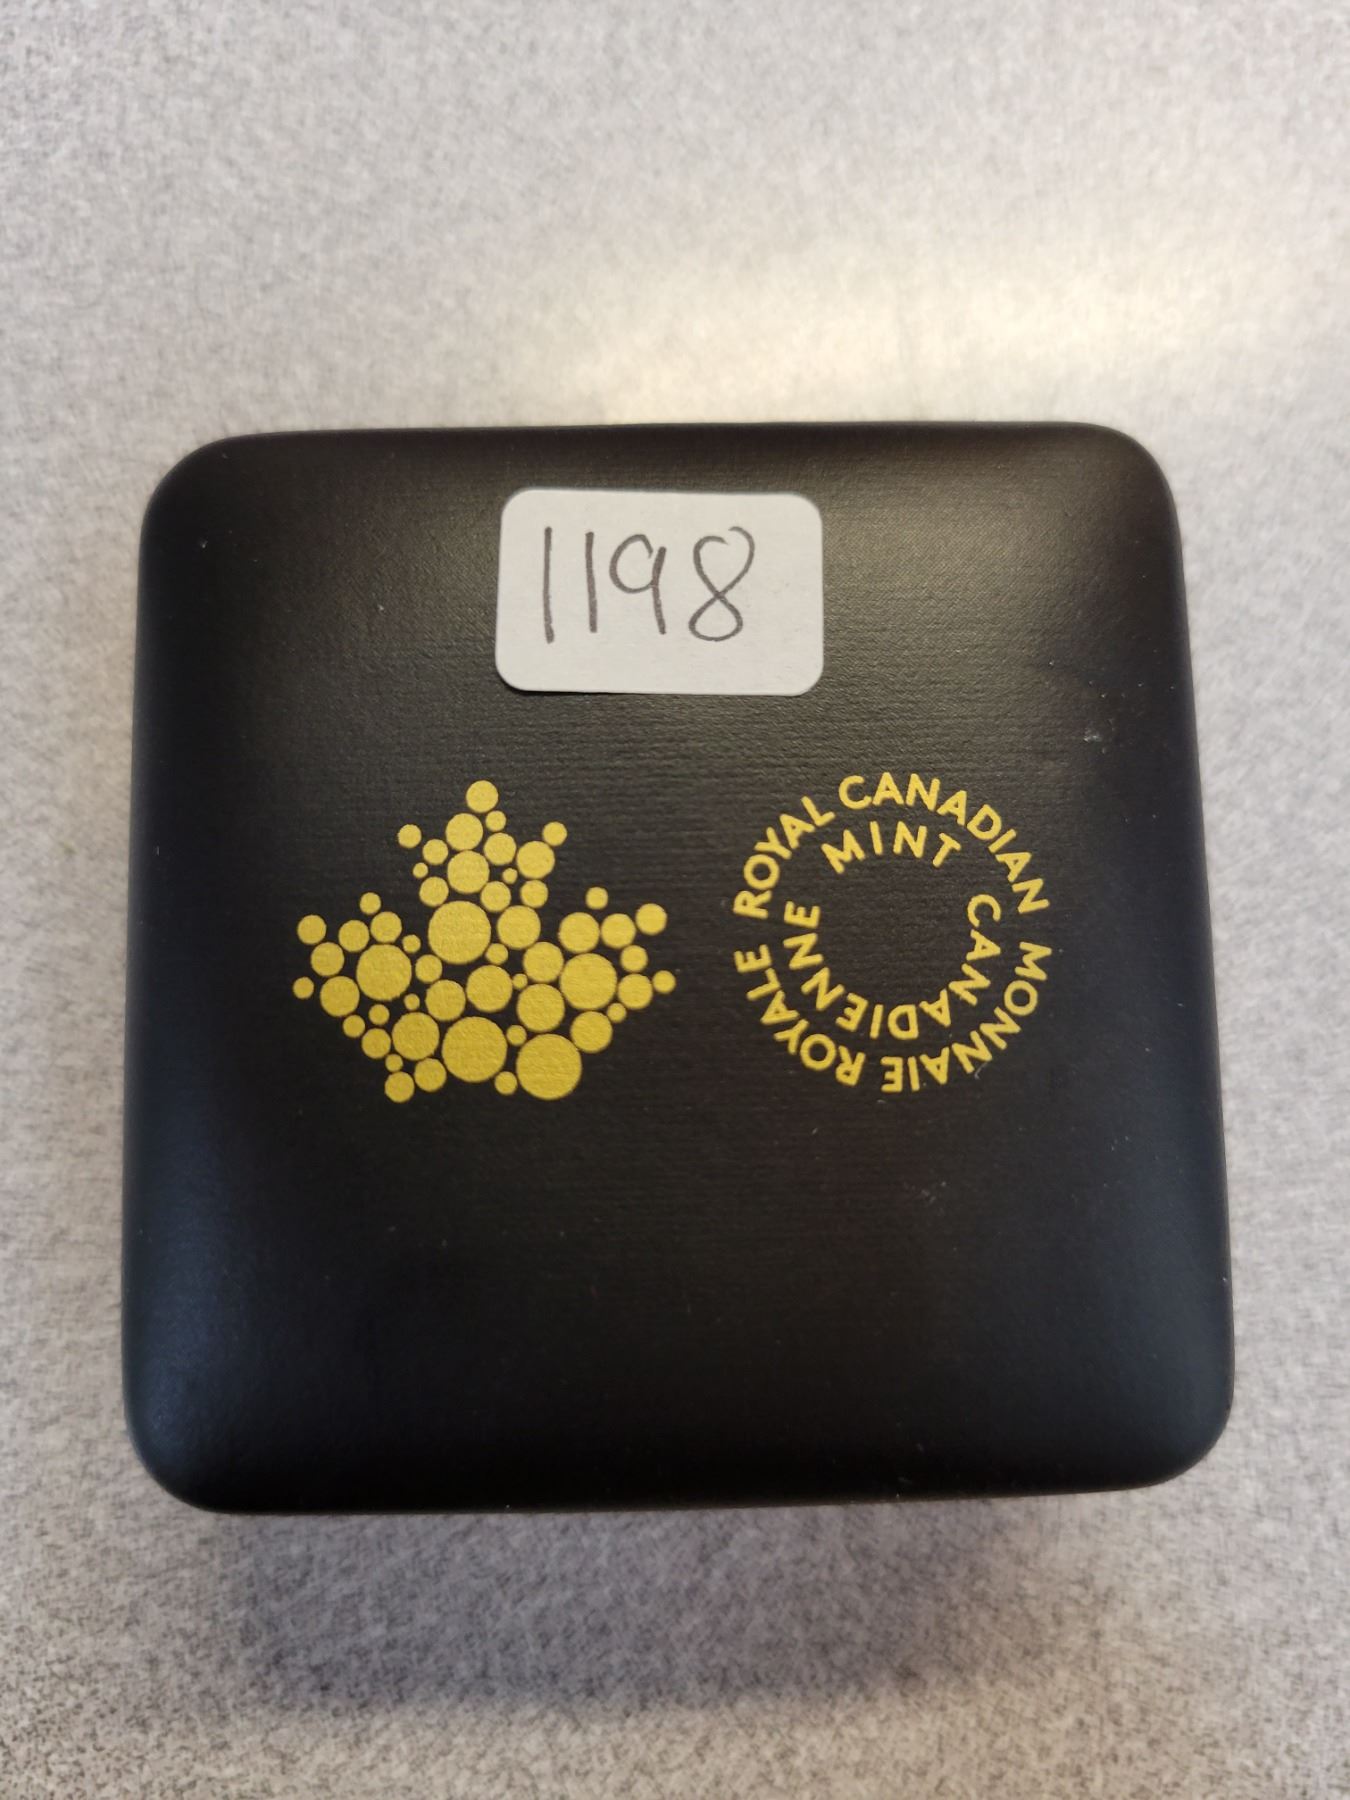 1198
ROYAL CANADIAN
MINT
MONNAIE ROYALE
CANADIENNE